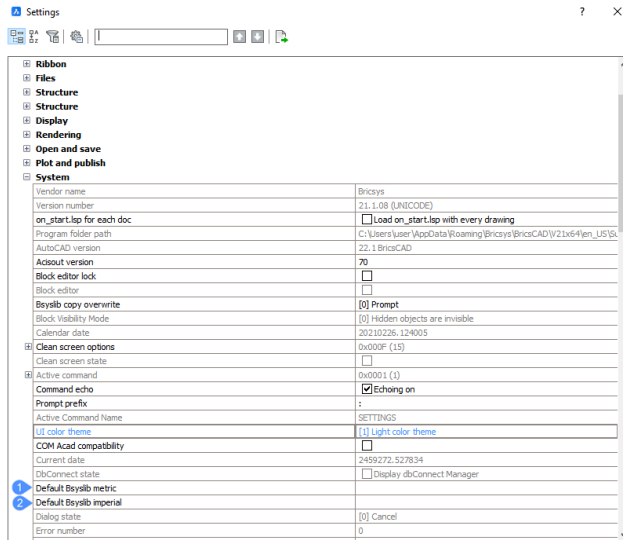 Settings
Ribbon
Files
Structure
Structure
Display
Rendering
Open and save
Plot and publish
System
Vendor name Bricsys
Version number 21.1.08 (UNICODE)
on_start.lsp for each doc Load on_start.lsp with every drawing
Program folder path C:\Users\user\AppData\Roaming\Bricsys\BricsCAD\V21x64\en_US\Su
AutoCAD version 22.1 BricsCAD
Acisout version 70
Block editor lock
Block editor
Bsyslib copy overwrite [0] Prompt
Block Visibility Mode [0] Hidden objects are invisible
Calendar date 20210226.124005
Clean screen options 0x000F (15)
Clean screen state
Active command 0x0001 (1)
Command echo Echoing on
Prompt prefix :
Active Command Name SETTINGS
UI color theme [1] Light color theme
COM Acad compatibility
Current date 2459272.527834
DbConnect state Display dbConnect Manager
1 Default Bsyslib metric
2 Default Bsyslib imperial
Dialog state [0] Cancel
Error number 0